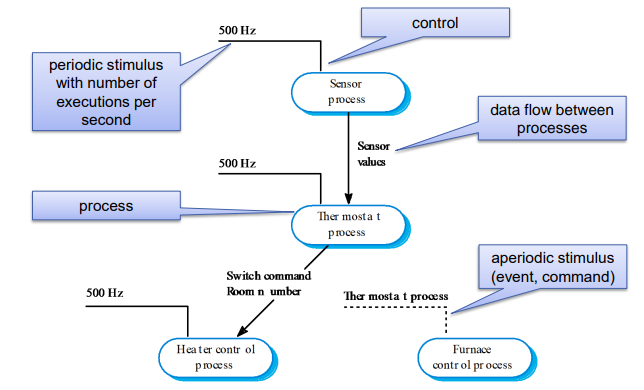 500 Hz
control
periodic stimulus
with number of
executions per
second
Sensor
process
data flow between
processes
Sensor
values
500 Hz
process
Ther mosta t
process
aperiodic stimulus
(event, command)
Switch command
Room n umber
500 Hz
Ther mosta t process
Hea ter contr ol
process
Furnace
contr ol pr ocess